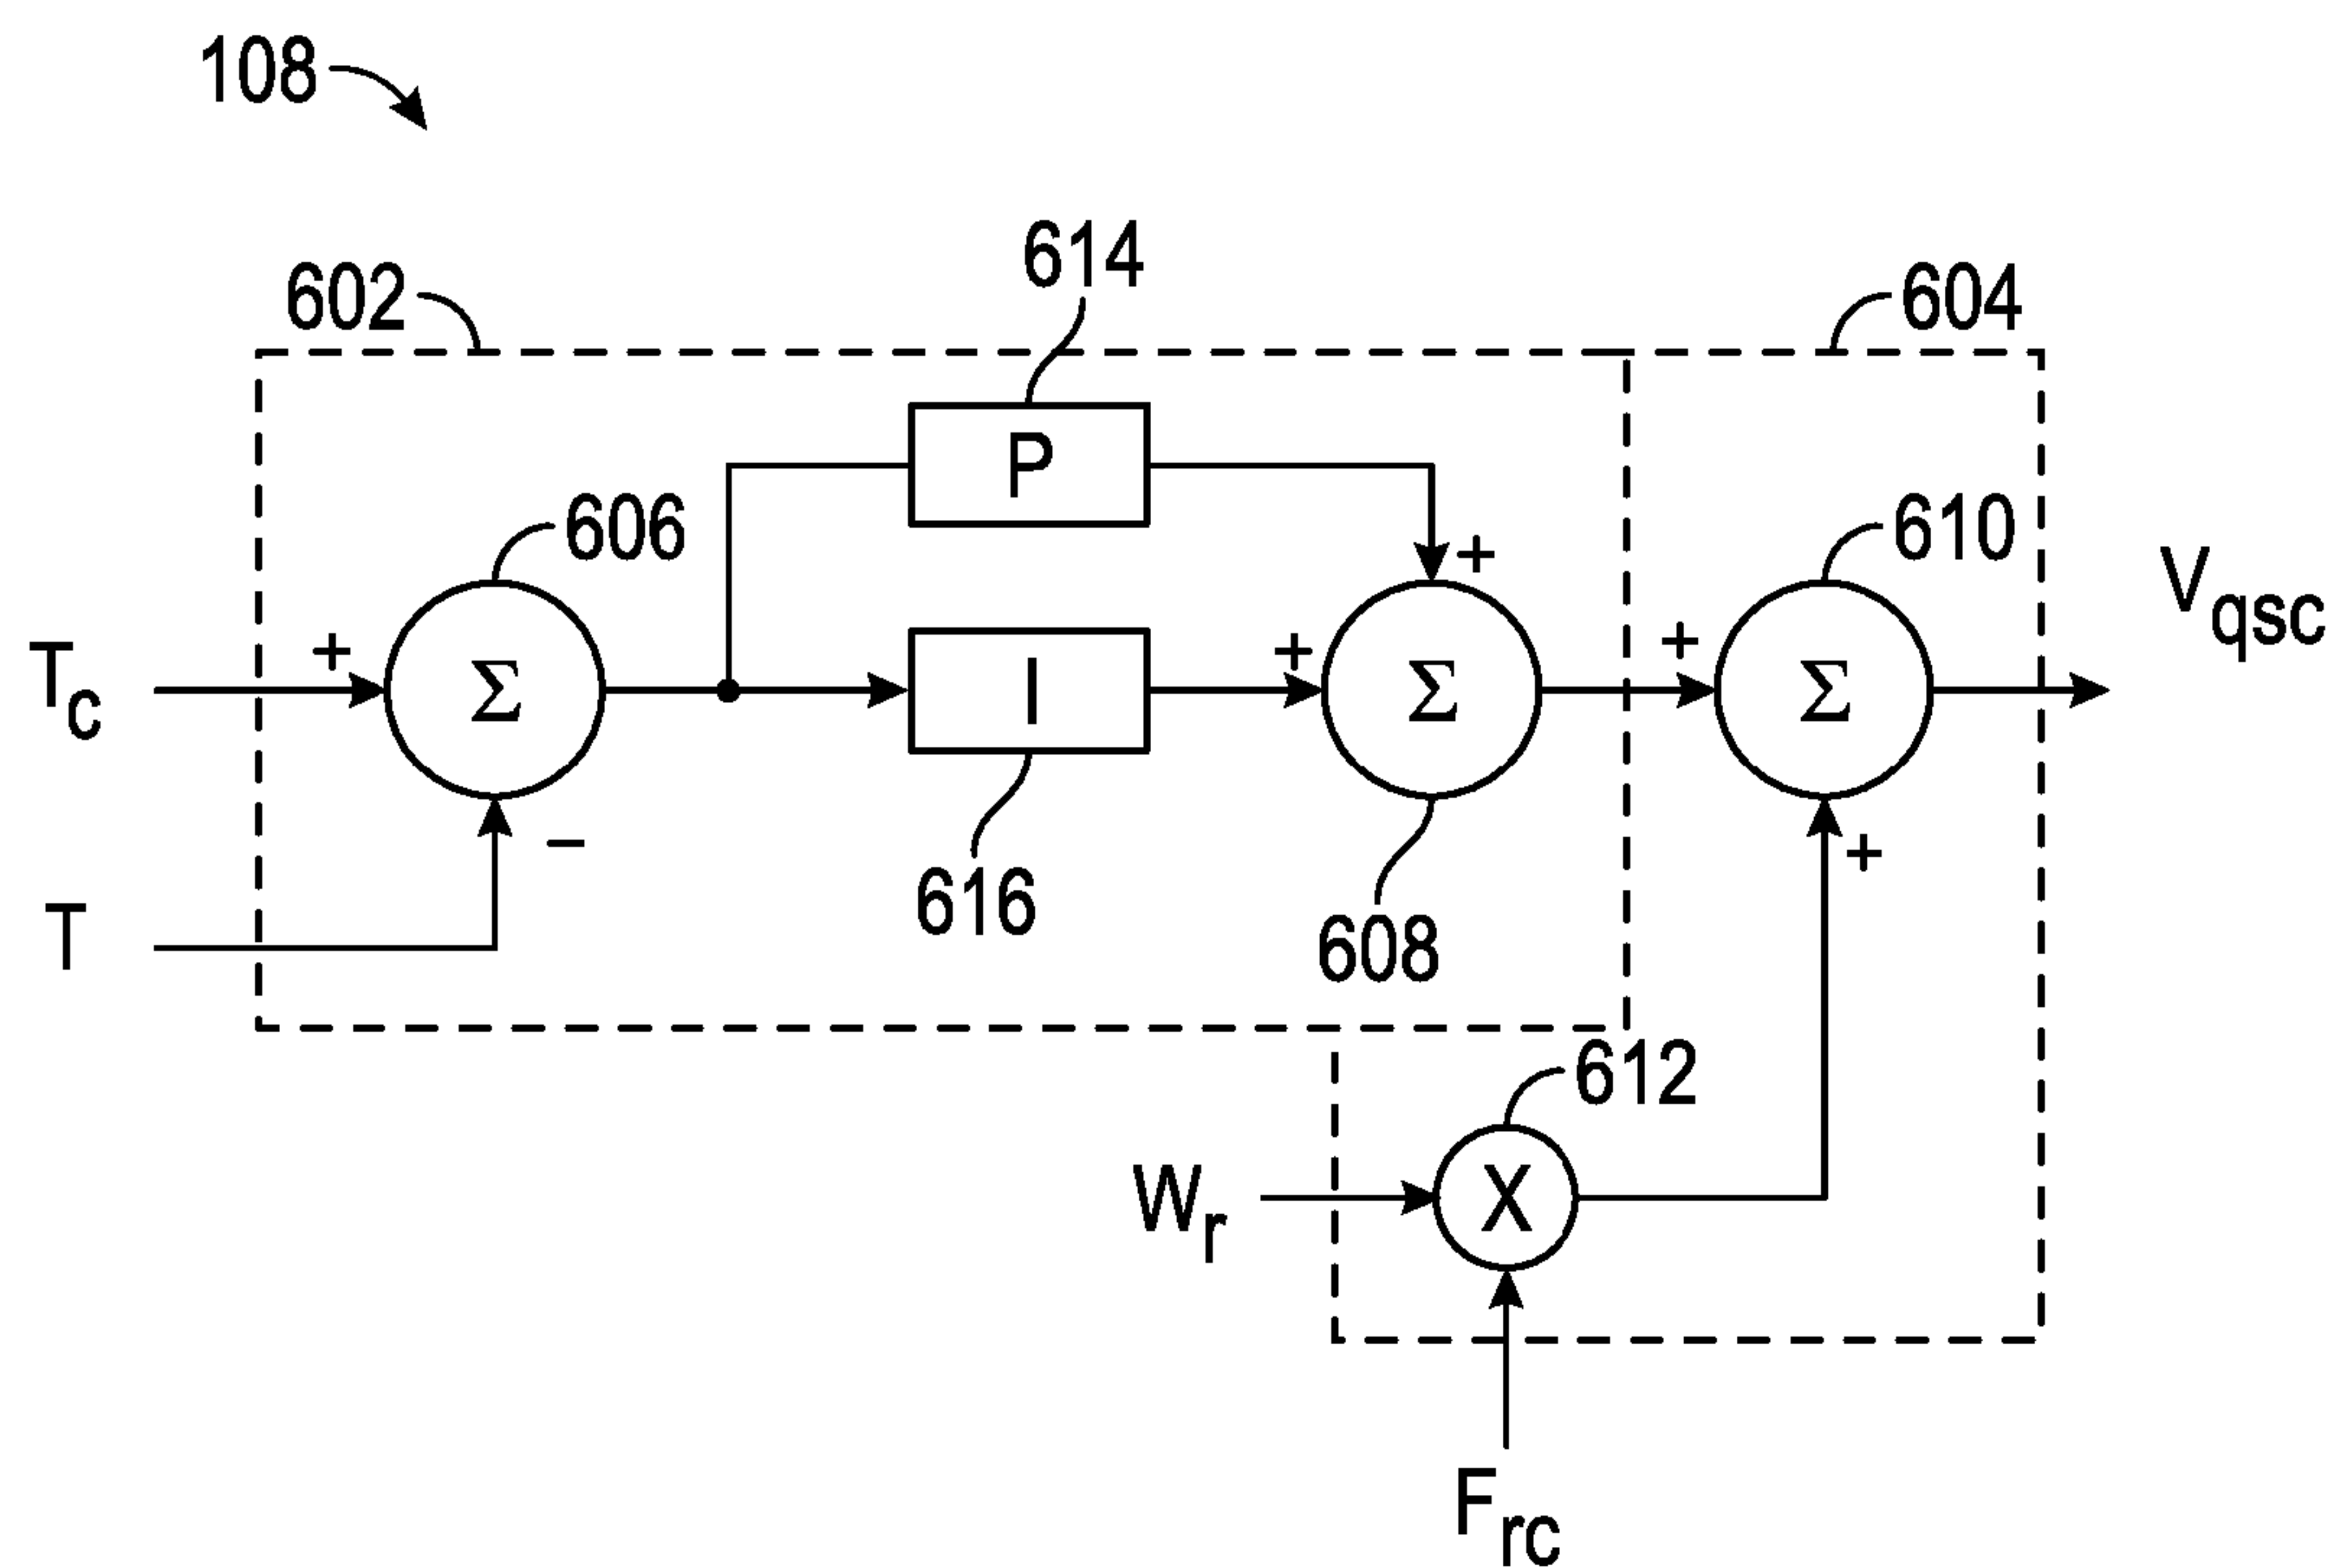 108
614
602
604
P
606
610
+
Vqsc
Tc
+
Σ
I
+
Σ
+
Σ
−
+
T
616
608
612
Wr
X
Frc